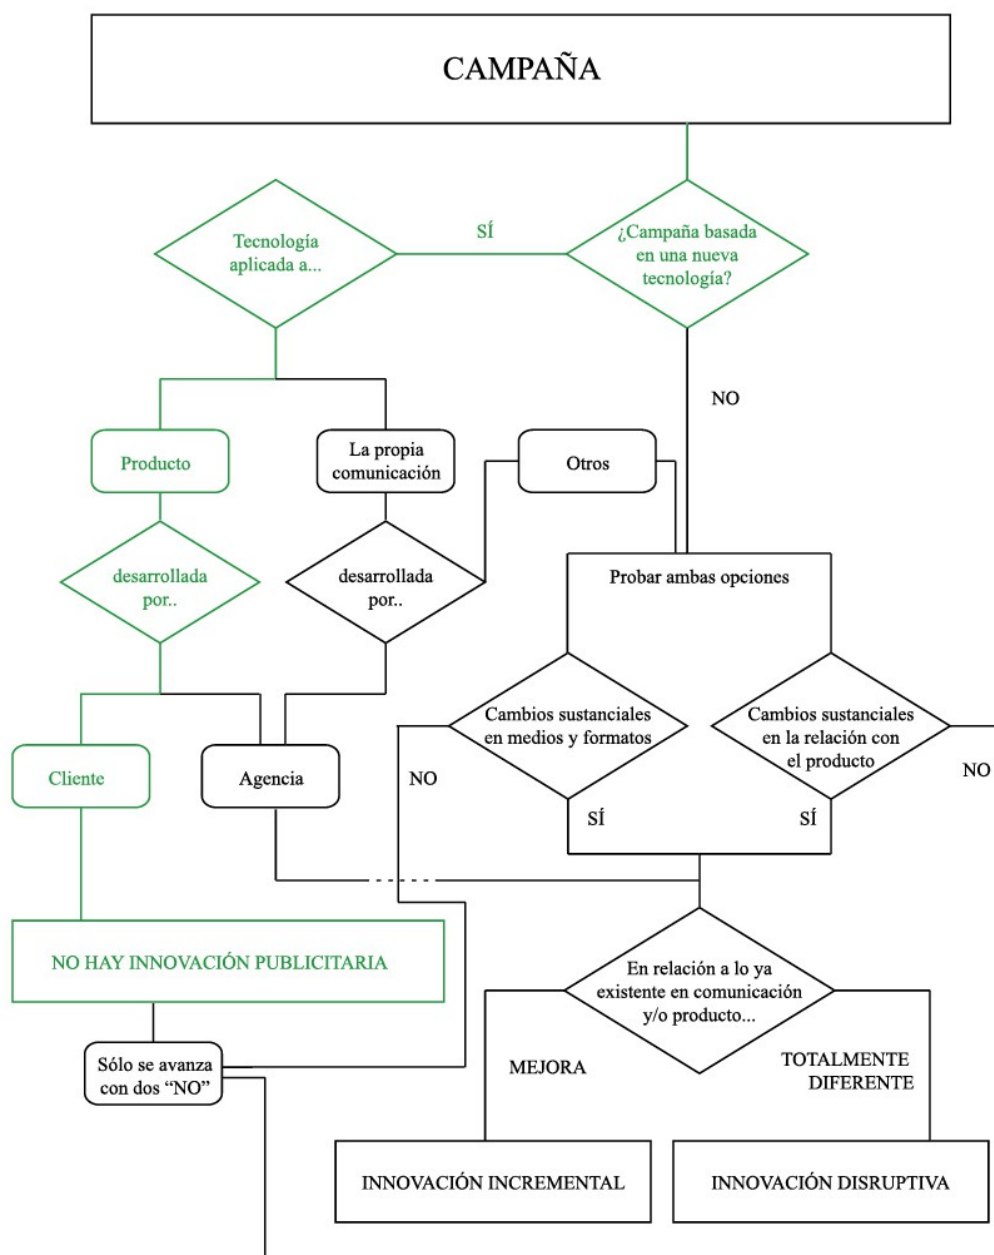 CAMPAÑA
Tecnología
aplicada a...
SÍ
¿Campaña basada
en una nueva
tecnología?
NO
Producto
La propia
comunicación
Otros
desarrollada
por..
desarrollada
por..
Probar ambas opciones
Cliente
Agencia
Cambios sustanciales
en medios y formatos
Cambios sustanciales
en la relación con
el producto
NO
NO
SÍ
SÍ
NO HAY INNOVACIÓN PUBLICITARIA
En relación a lo ya
existente en comunicación
y/o producto...
Sólo se avanza
con dos “NO”
MEJORA
TOTALMENTE
DIFERENTE
INNOVACIÓN INCREMENTAL
INNOVACIÓN DISRUPTIVA